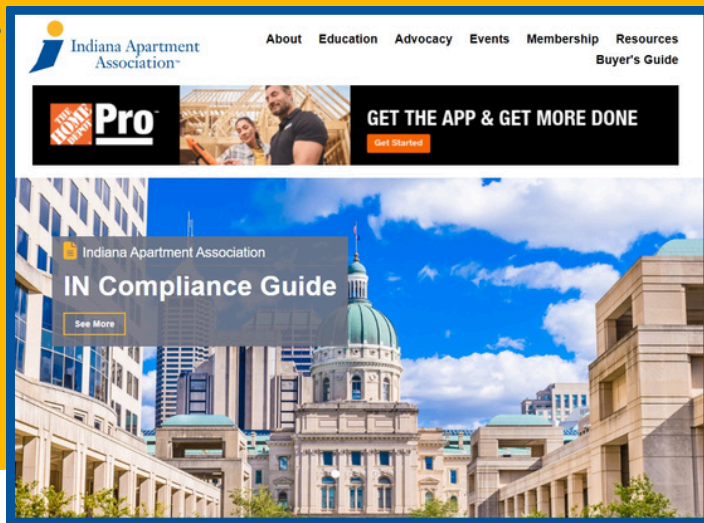 Indiana Apartment
Association
About Education Advocacy Events Membership Resources
Buyer's Guide
THE
HOME
DEPOT
Pro
GET THE APP & GET MORE DONE
Get Started
Indiana Apartment Association
IN Compliance Guide
See More